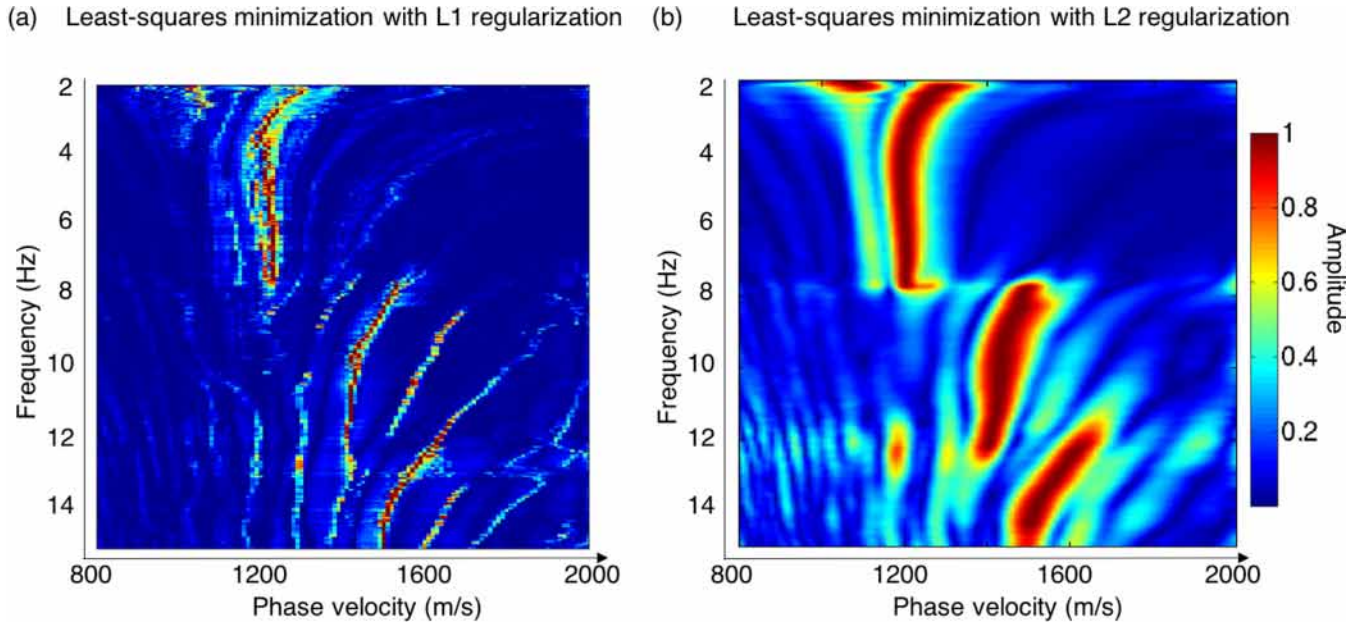 (a) Least-squares minimization with L1 regularization
2
4
6
8
10
12
14
Frequency (Hz)
800 1200 1600 2000
Phase velocity (m/s)
(b) Least-squares minimization with L2 regularization
2
4
6
8
10
12
14
Frequency (Hz)
800 1200 1600 2000
Phase velocity (m/s)
1
0.8
0.6
0.4
0.2
Amplitude